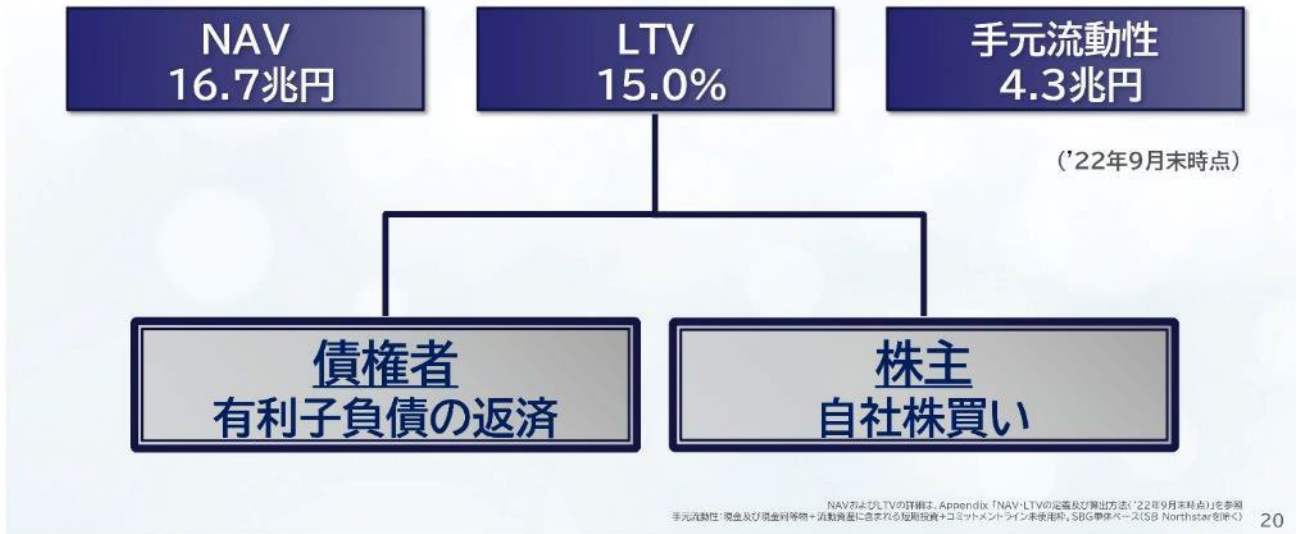 NAV
16.7兆円
LTV
15.0%
手元流動性
4.3兆円
('22年9月末時点)
債権者
有利子負債の返済
株主
自社株買い
NAVおよびLTVの詳細は、Appendix「NAV・LTVの定義及び算出方法('22年9月末時点)」を参照
手元流動性:現金及び現金同等物+流動資産に含まれる短期投資+コミットメントライン未使用枠。SBG単体ベース(SB Northstarを除く)
20